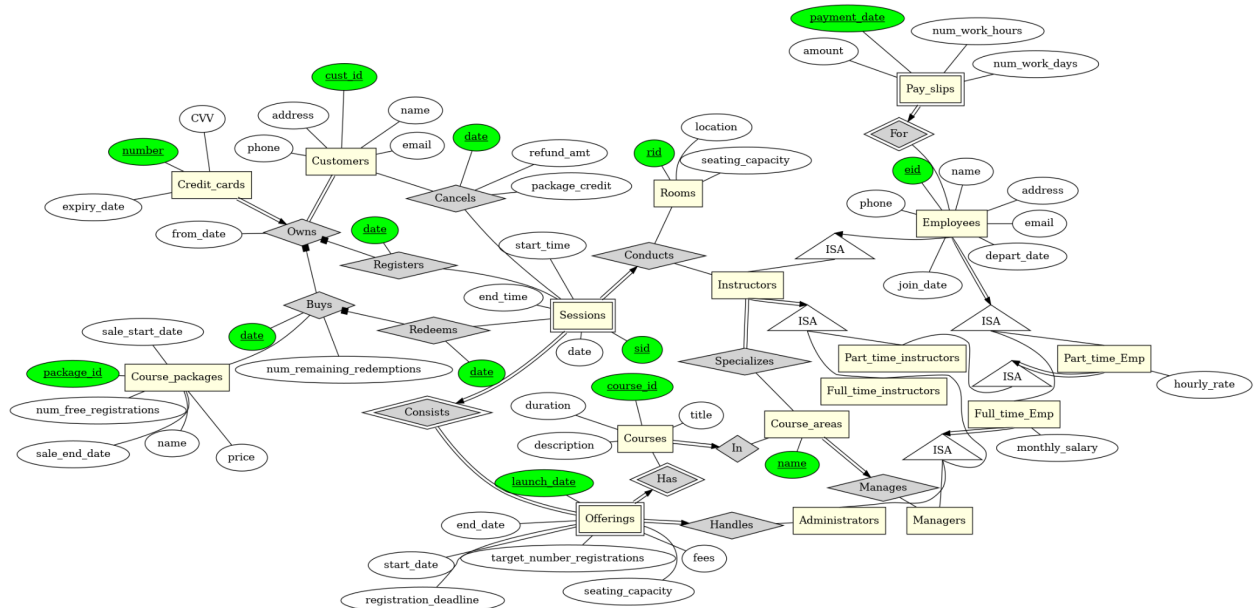 payment_date
num_work_hours
amount
num_work_days
Pay_slips
For
cust_id
CVV
address
name
number
phone
Customers
email
Credit_cards
expiry_date
from_date
Owns
date
refund_amt
package_credit
Cancels
date
Registers
location
rid
seating_capacity
Rooms
eid
name
phone
address
Employees
email
depart_date
join_date
ISA
start_time
Conducts
Instructors
end_time
Sessions
date
sid
Buys
date
Redeems
date
num_remaining_redemptions
sale_start_date
package_id
Course_packages
num_free_registrations
name
sale_end_date
price
ISA
ISA
Specializes
Part_time_instructors
Part_time_Emp
ISA
hourly_rate
Full_time_instructors
Consists
course_id
duration
title
description
Courses
In
Course_areas
name
Full_time_Emp
monthly_salary
ISA
Has
launch_date
Manages
end_date
Offerings
Handles
Administrators
Managers
start_date
target_number_registrations
fees
registration_deadline
seating_capacity